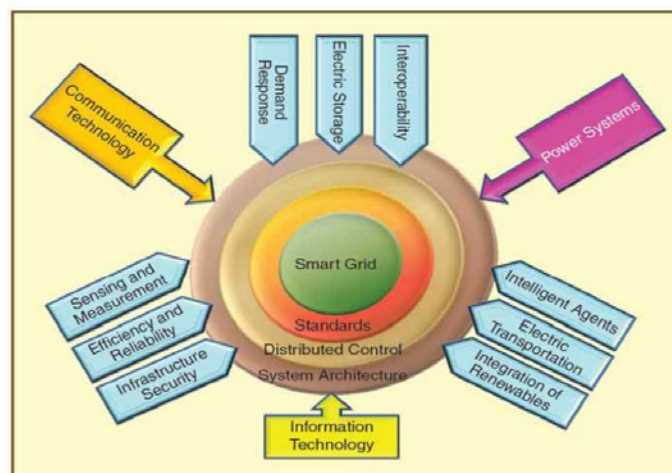 Communication
Technology
Demand
Response
Electric Storage
Interoperability
Power Systems
Sensing and
Measurement
Efficiency and
Reliability
Infrastructure
Security
Smart Grid
Standards
Distributed Control
System Architecture
Intelligent Agents
Electric
Transportation
Integration of
Renewables
Information
Technology